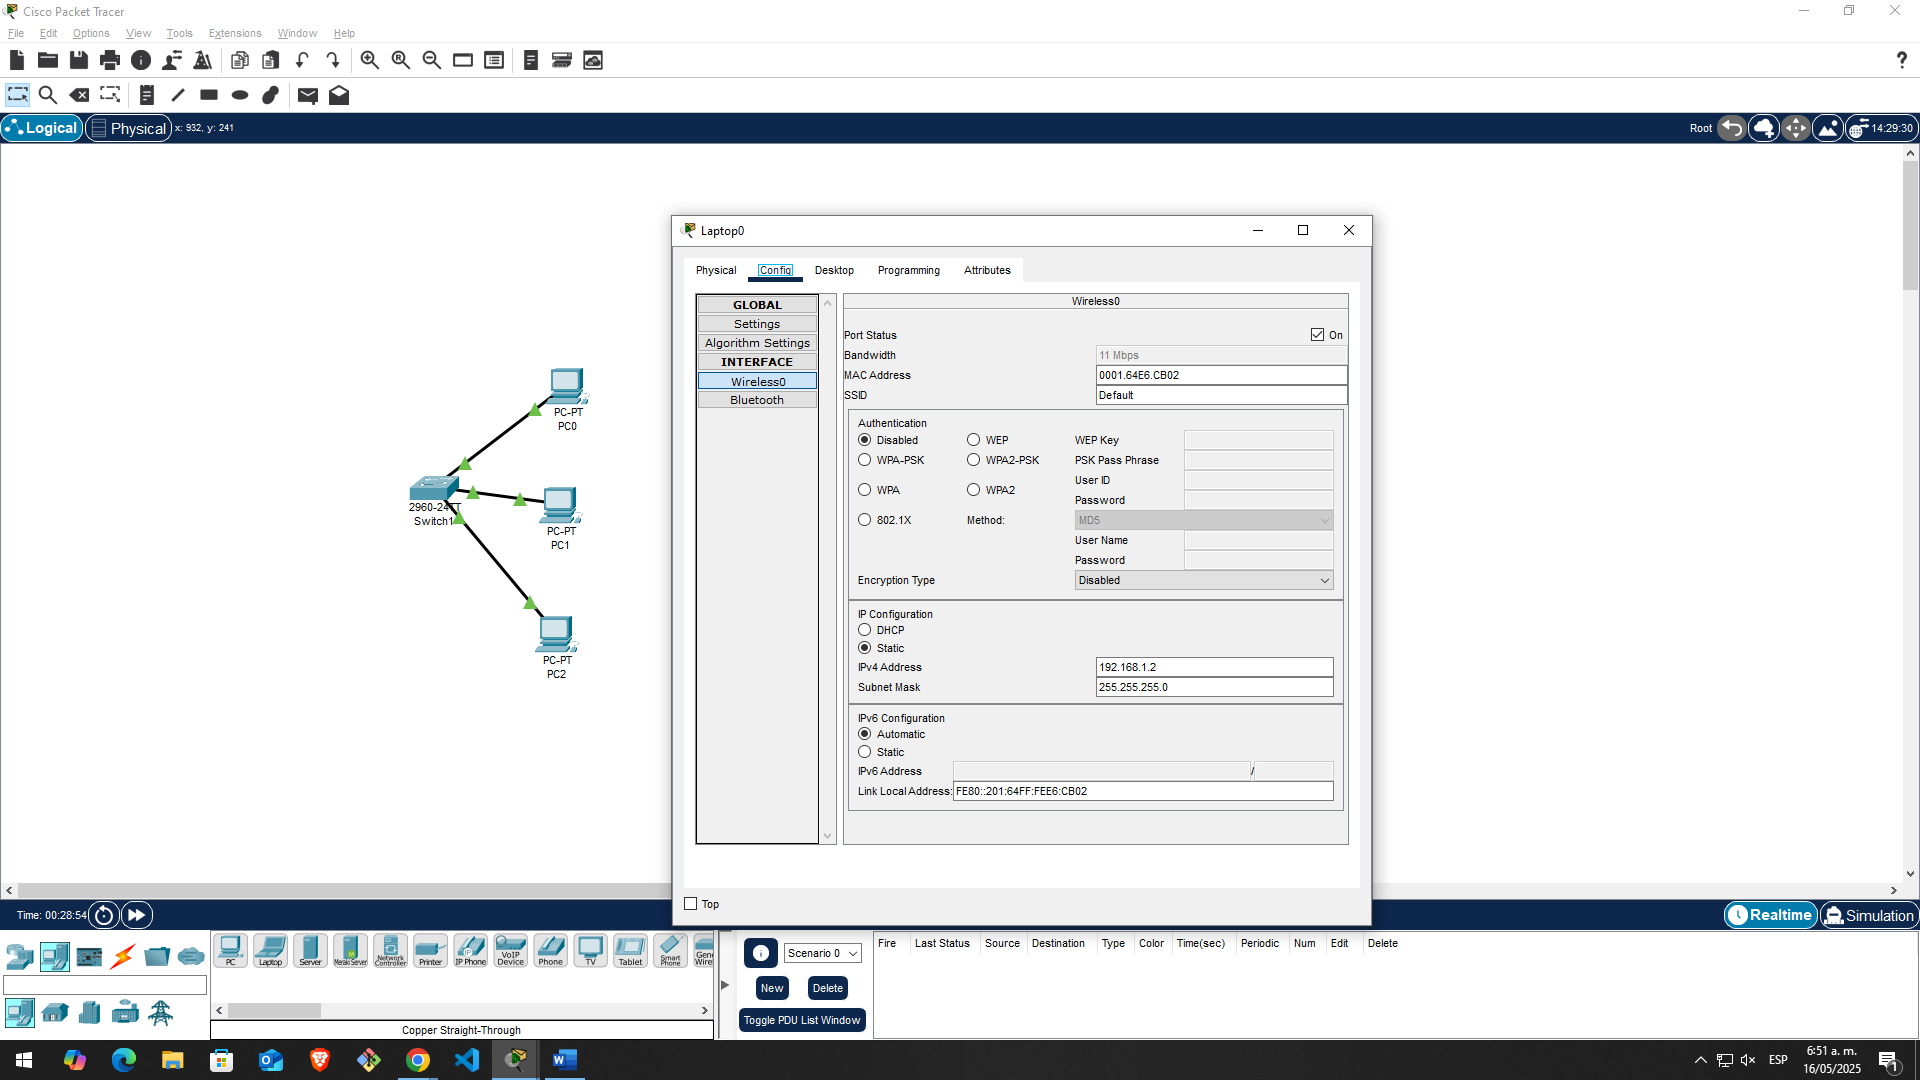 Cisco Packet Tracer
File Edit Options View Tools Extensions Window Help
Logical Physical x: 932, y: 241 Root 14:29:30
PC-PT
PC0
2960-24TT
Switch1
PC-PT
PC1
PC-PT
PC2
Laptop0
Physical Config Desktop Programming Attributes
GLOBAL
Settings
Algorithm Settings
INTERFACE
Wireless0
Bluetooth
Wireless0
Port Status On
Bandwidth 11 Mbps
MAC Address 0001.64E6.CB02
SSID Default
Authentication
Disabled WEP WEP Key
WPA-PSK WPA2-PSK PSK Pass Phrase
User ID
WPA WPA2
Password
802.1X Method: MD5
User Name
Password
Encryption Type Disabled
IP Configuration
DHCP
Static
IPv4 Address 192.168.1.2
Subnet Mask 255.255.255.0
IPv6 Configuration
Automatic
Static
IPv6 Address /
Link Local Address: FE80::201:64FF:FEE6:CB02
Top
Time: 00:28:54 Realtime Simulation
PC Laptop Server Meraki Server Network Controller Printer IP Phone VoIP Device Phone TV Tablet Smart Phone
Copper Straight-Through
Scenario 0
New Delete
Toggle PDU List Window
Fire Last Status Source Destination Type Color Time(sec) Periodic Num Edit Delete
ESP
6:51 a. m.
16/05/2025
1